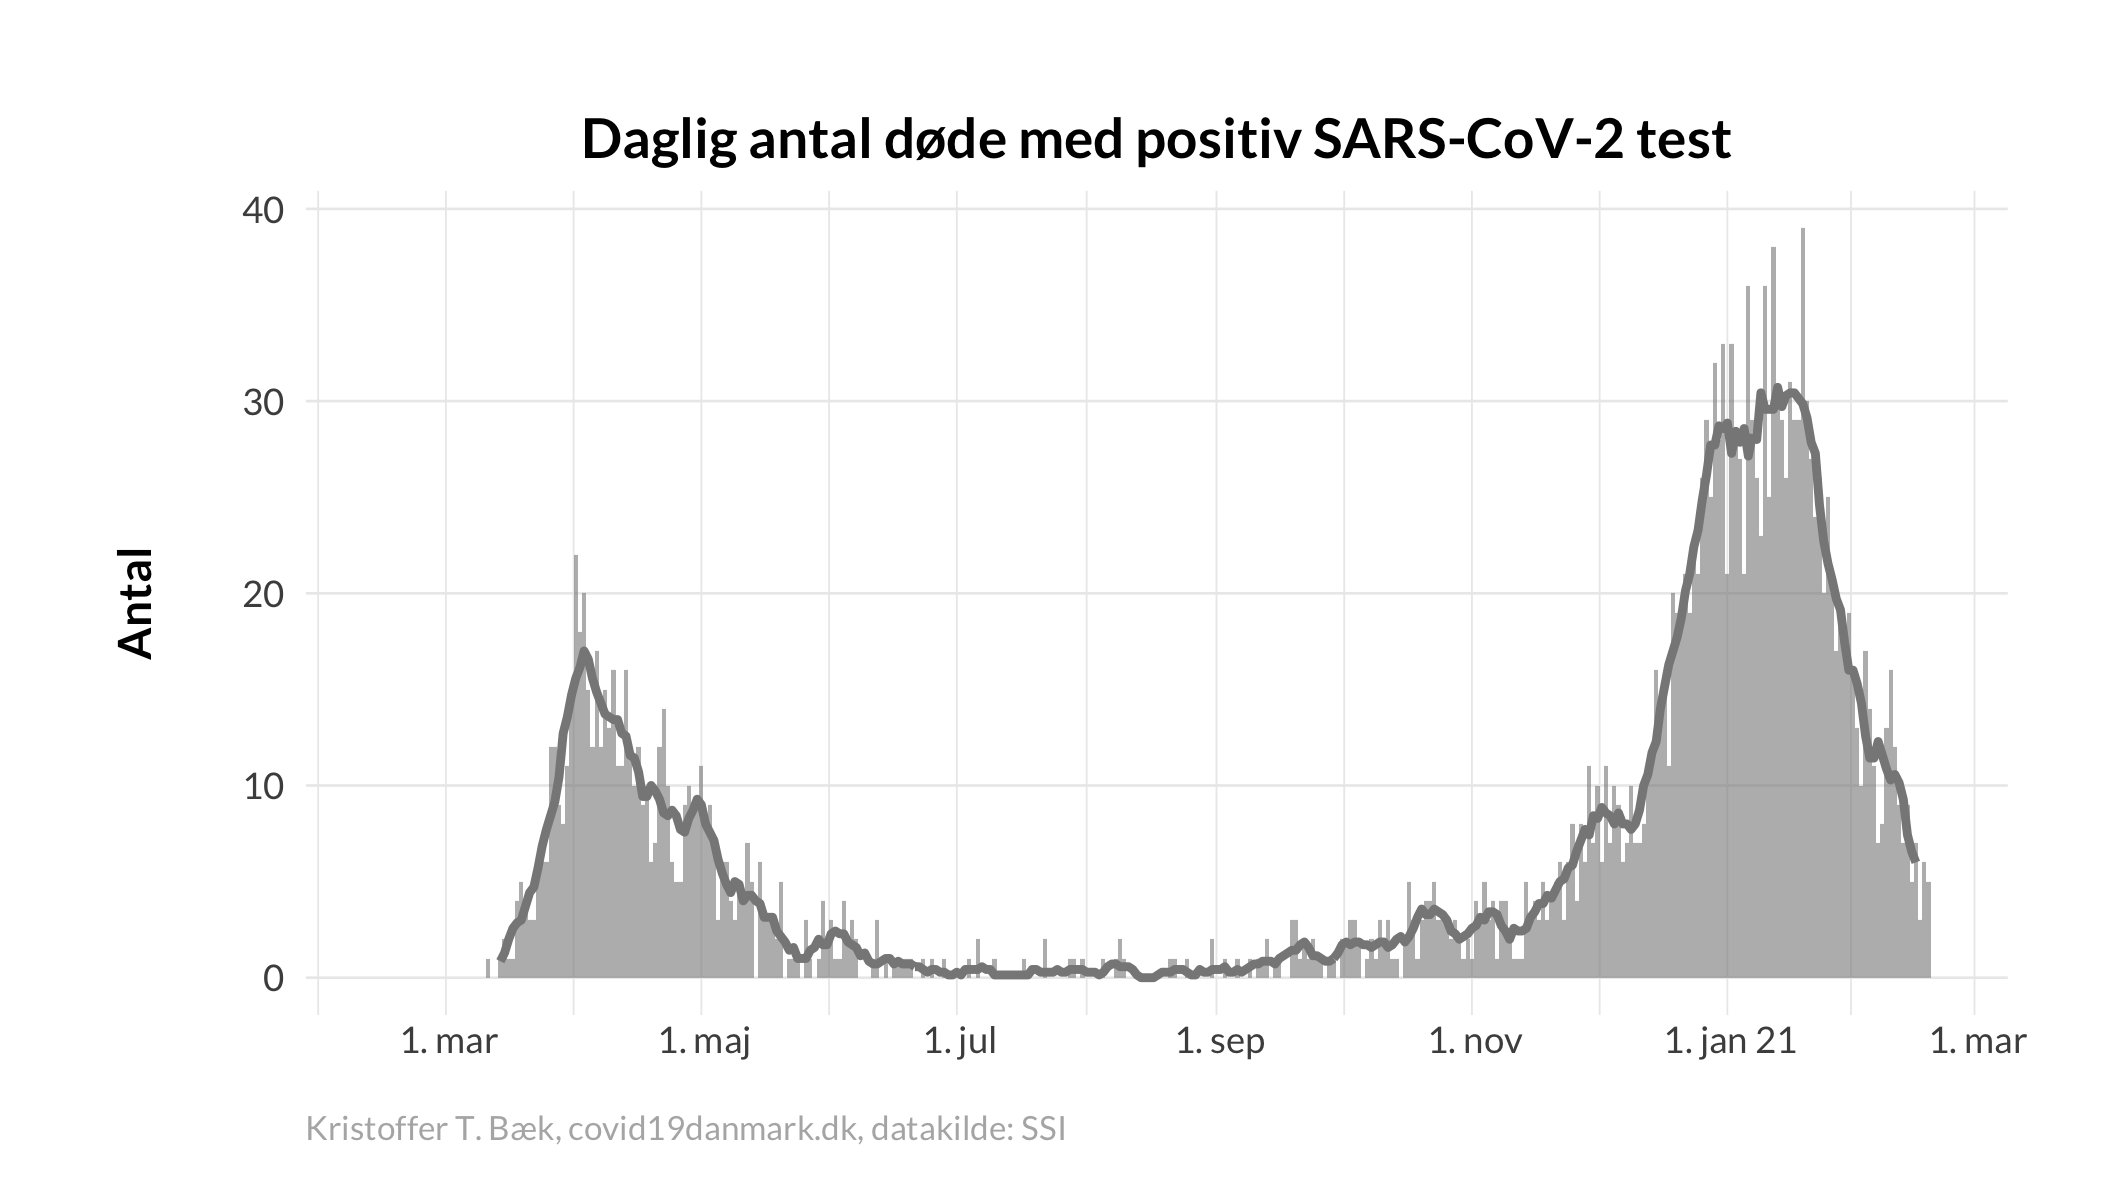 Daglig antal døde med positiv SARS-CoV-2 test
Antal
40
30
20
10
0
1. mar
1. maj
1. jul
1. sep
1. nov
1. jan 21
1. mar
Kristoffer T. Bæk, covid19danmark.dk, datakilde: SSI